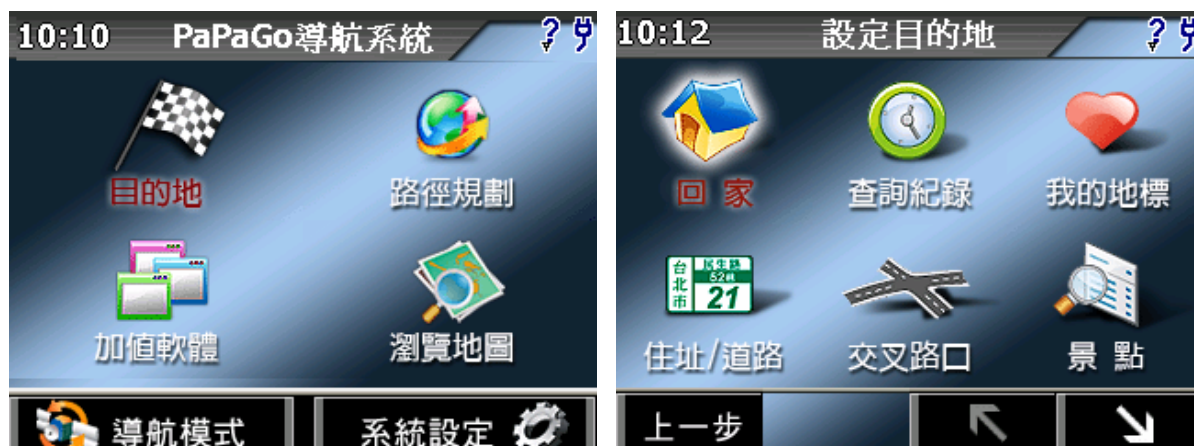 10:10 PaPaGo導航系統
目的地 路徑規劃
加值軟體 瀏覽地圖
導航模式 系統設定
10:12 設定目的地
回家 查詢紀錄 我的地標
台北市 民生路 52巷 21
住址/道路 交叉路口 景點
上一步